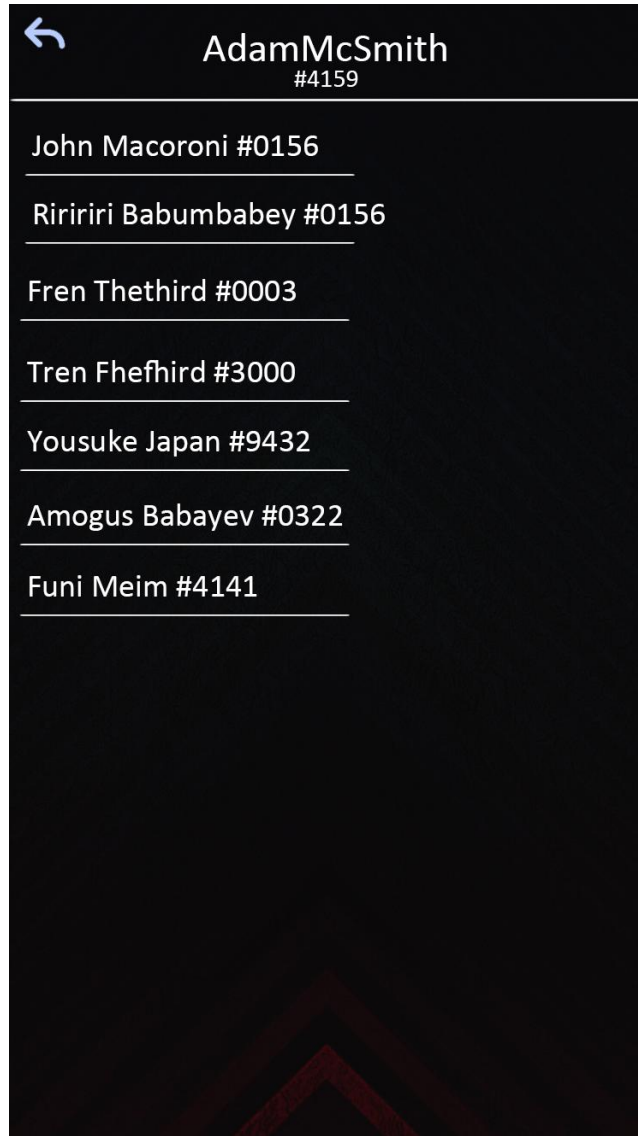 AdamMcSmith
#4159
John Macoroni #0156
Riririri Babumbabey #0156
Fren Thethird #0003
Tren Fhefhird #3000
Yousuke Japan #9432
Amogus Babayev #0322
Funi Meim #4141